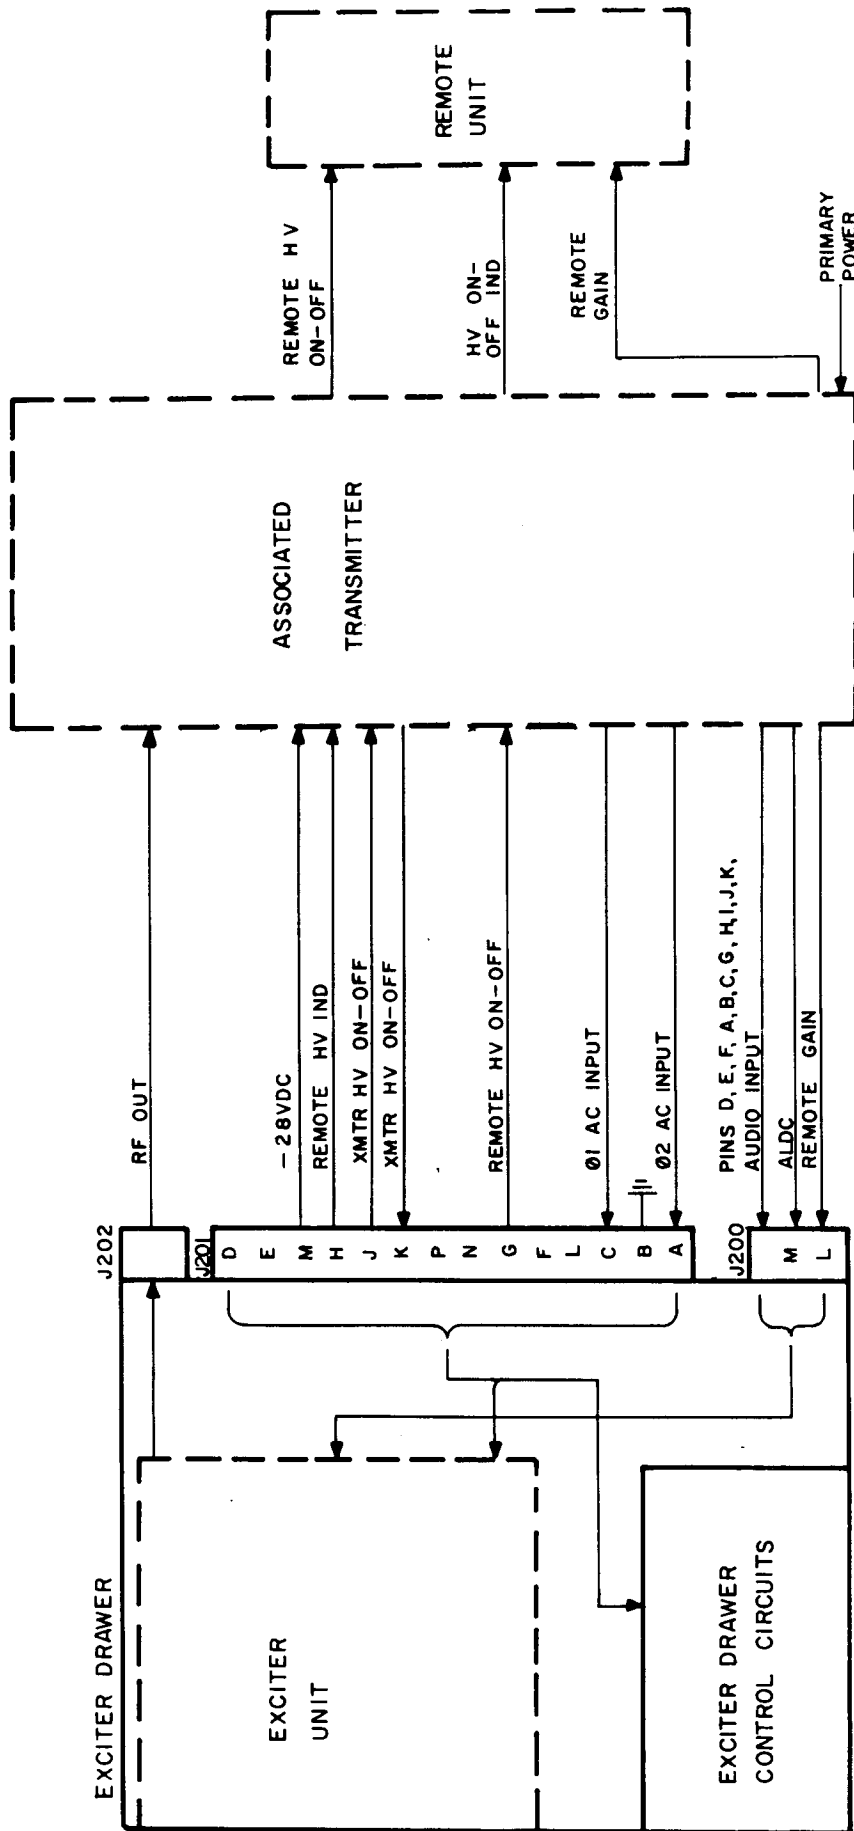 EXCITER DRAWER
EXCITER
UNIT
EXCITER DRAWER
CONTROL CIRCUITS
J202
J201
D
E
M
H
J
K
P
N
G
F
L
C
B
A
J200
M
L
RF OUT
-28VDC
REMOTE HV IND
XMTR HV ON-OFF
XMTR HV ON-OFF
REMOTE HV ON-OFF
Ø1 AC INPUT
Ø2 AC INPUT
PINS D, E, F, A, B, C, G, H, I, J, K,
AUDIO INPUT
ALDC
REMOTE GAIN
ASSOCIATED
TRANSMITTER
REMOTE HV
ON-OFF
HV ON-
OFF IND
REMOTE
GAIN
PRIMARY
POWER
REMOTE
UNIT